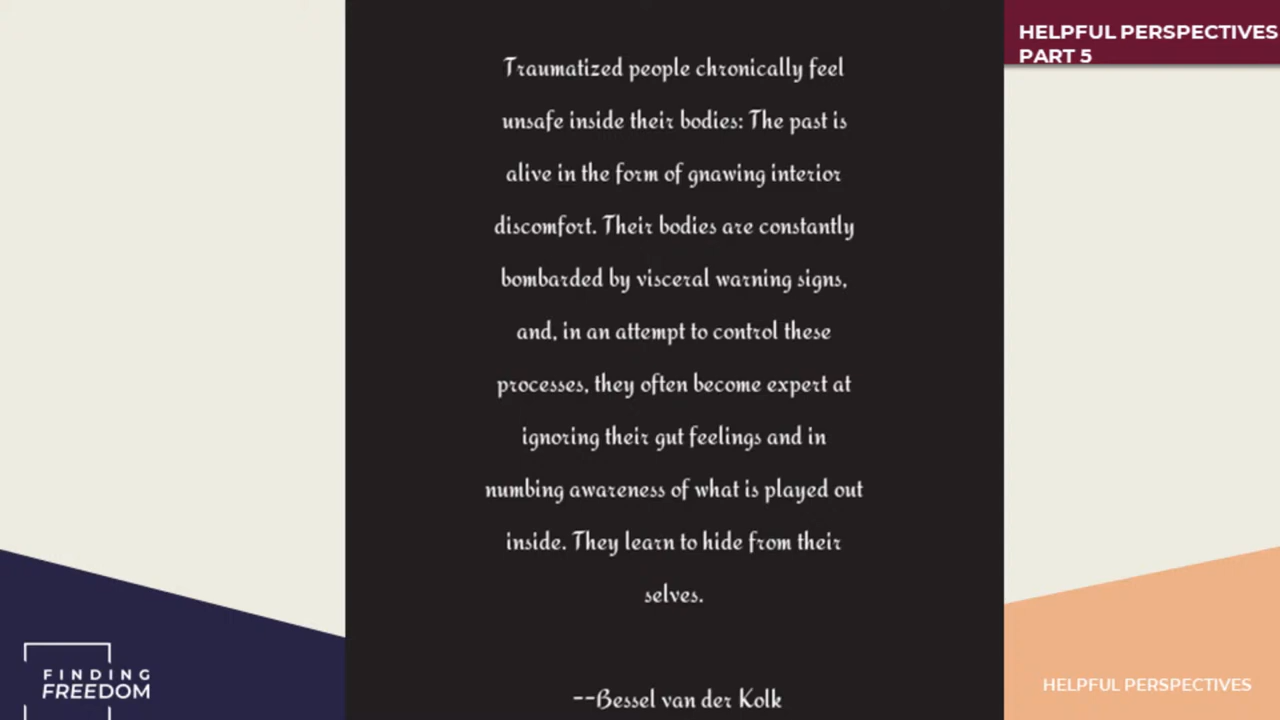 HELPFUL PERSPECTIVES
PART 5
Traumatized people chronically feel
unsafe inside their bodies: The past is
alive in the form of gnawing interior
discomfort. Their bodies are constantly
bombarded by visceral warning signs,
and, in an attempt to control these
processes, they often become expert at
ignoring their gut feelings and in
numbing awareness of what is played out
inside. They learn to hide from their
selves.
--Bessel van der Kolk
FINDING
FREEDOM
HELPFUL PERSPECTIVES